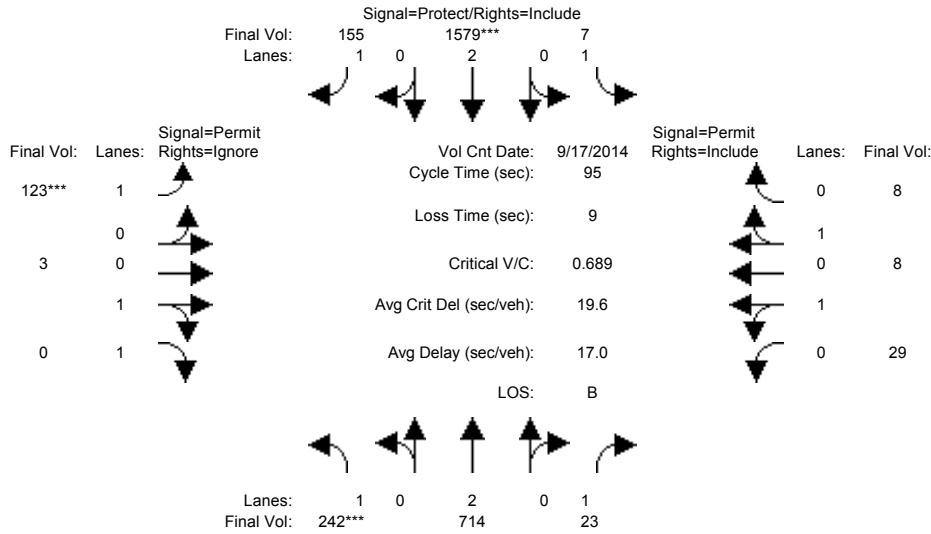 Signal=Protect/Rights=Include
Final Vol: 155 1579*** 7
Lanes: 1 0 2 0 1
Signal=Permit Signal=Permit
Final Vol: Lanes: Rights=Ignore Vol Cnt Date: 9/17/2014 Rights=Include Lanes: Final Vol:
Cycle Time (sec): 95
123*** 1 0 8
Loss Time (sec): 9
0 1
3 0 Critical V/C: 0.689 0 8
1 Avg Crit Del (sec/veh): 19.6 1
0 1 Avg Delay (sec/veh): 17.0 0 29
LOS: B
Lanes: 1 0 2 0 1
Final Vol: 242*** 714 23